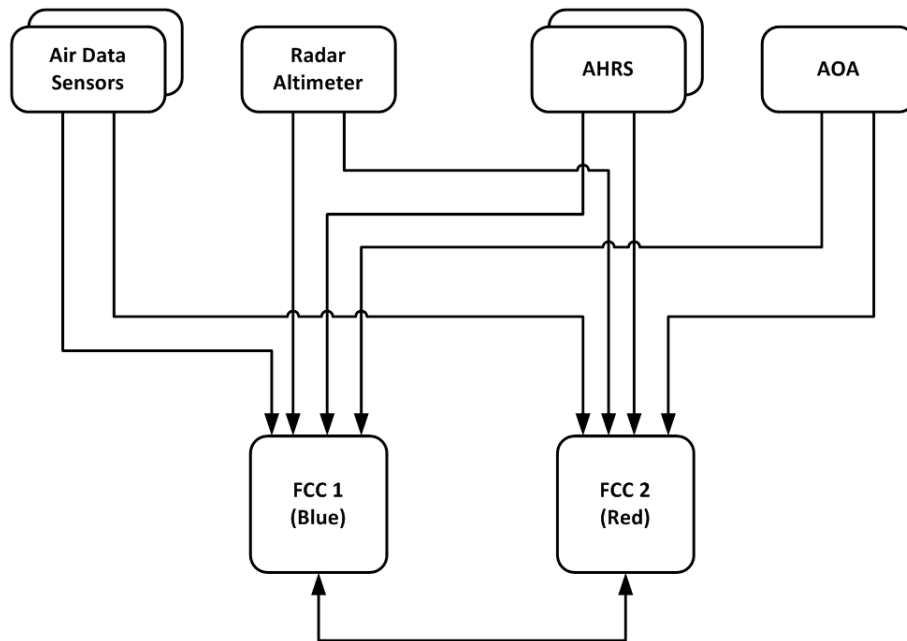 Air Data
Sensors
Radar
Altimeter
AHRS
AOA
FCC 1
(Blue)
FCC 2
(Red)